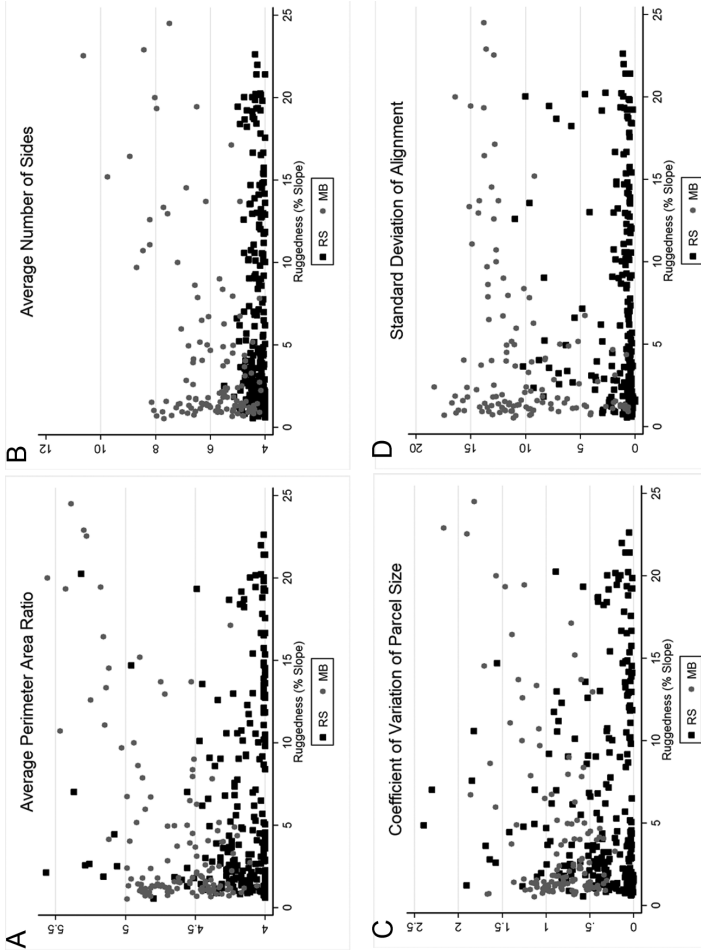 A
Average Perimeter Area Ratio
5.5
5
4.5
4
0
5
10
15
20
25
Ruggedness (% Slope)
RS MB
B
Average Number of Sides
12
10
8
6
4
0
5
10
15
20
25
Ruggedness (% Slope)
RS MB
C
Coefficient of Variation of Parcel Size
2.5
2
1.5
1
.5
0
0
5
10
15
20
25
Ruggedness (% Slope)
RS MB
D
Standard Deviation of Alignment
20
15
10
5
0
0
5
10
15
20
25
Ruggedness (% Slope)
RS MB